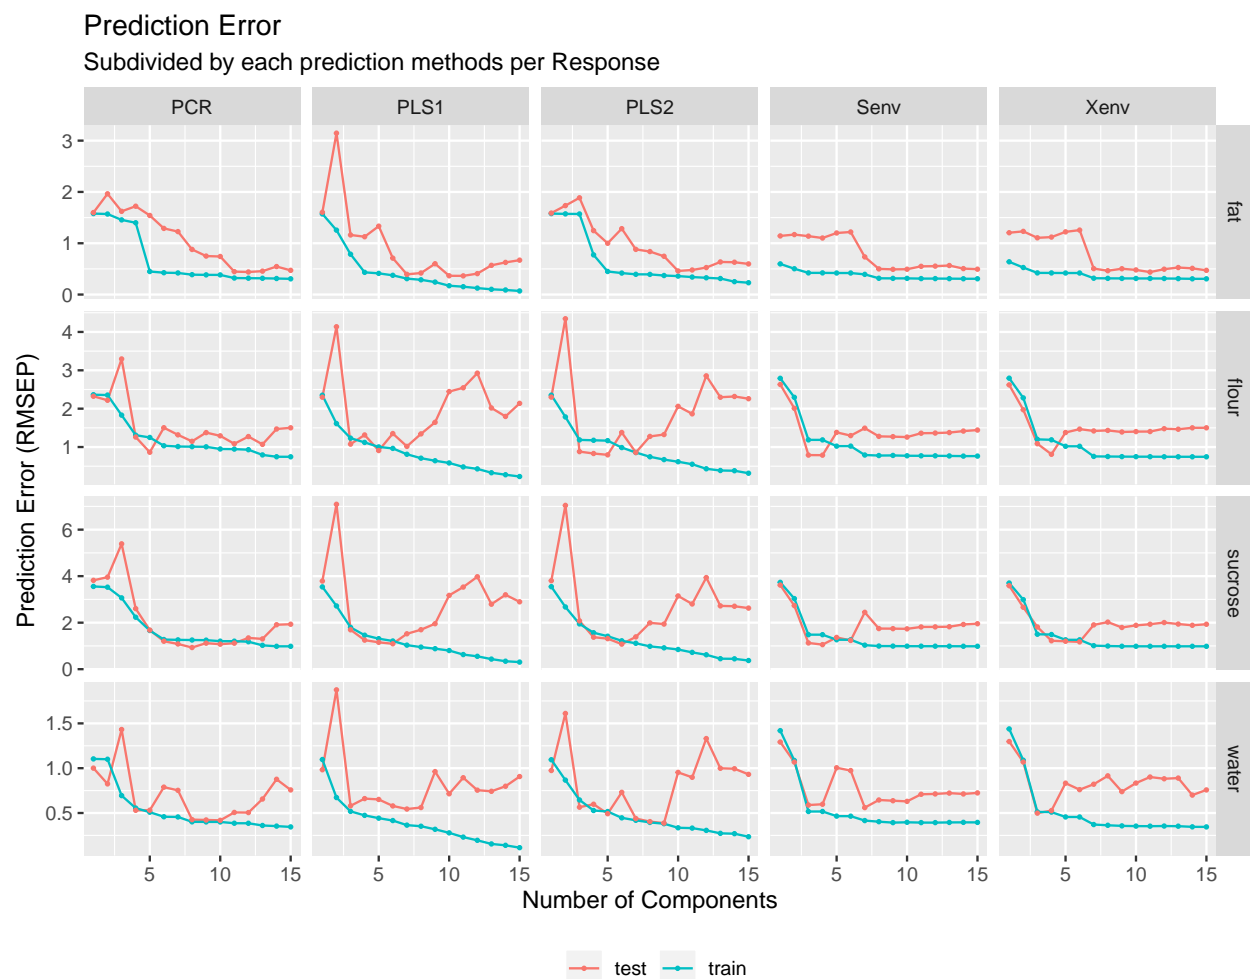 Prediction Error
Subdivided by each prediction methods per Response
PCR PLS1 PLS2 Senv Xenv
3
2
1
0
fat
4
3
2
1
flour
6
4
2
0
sucrose
1.5
1.0
0.5
water
Prediction Error (RMSEP)
5 10 15 5 10 15 5 10 15 5 10 15 5 10 15
Number of Components
test train